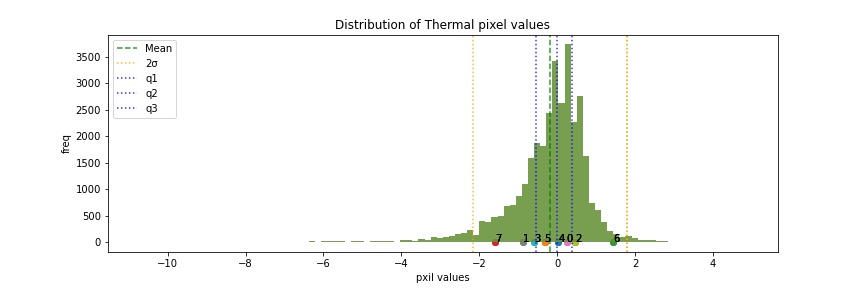 Distribution of Thermal pixel values
freq
3500
3000
2500
2000
1500
1000
500
0
Mean
2σ
q1
q2
q3
7 1 3 5 4 0 2 6
−10 −8 −6 −4 −2 0 2 4
pxil values